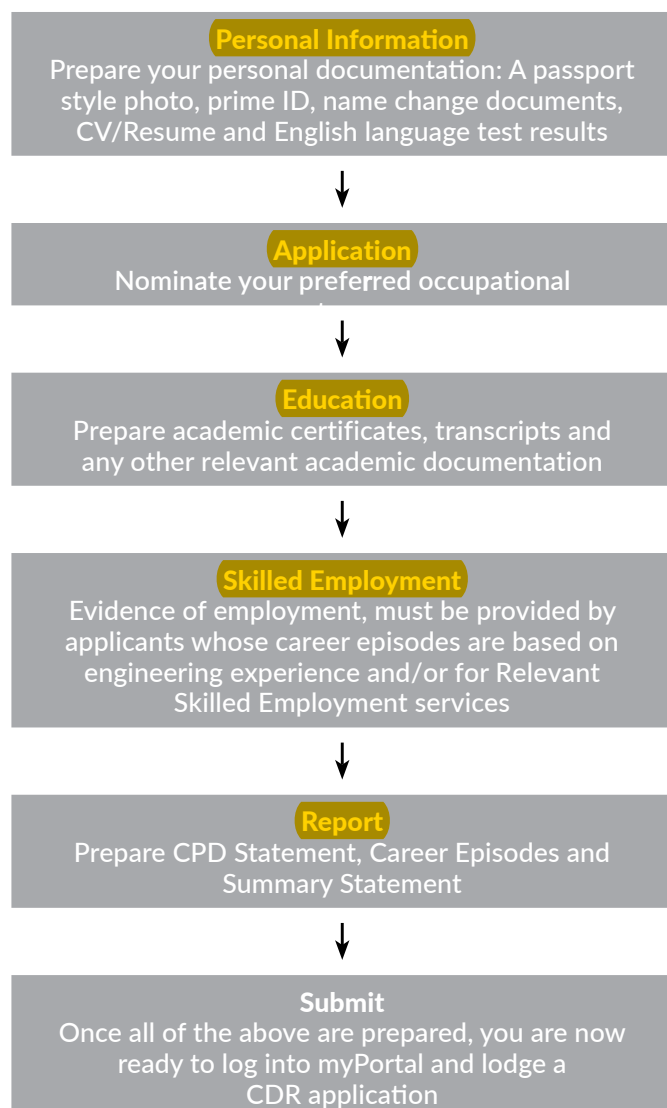 Personal Information
Prepare your personal documentation: A passport
style photo, prime ID, name change documents,
CV/Resume and English language test results
Application
Nominate your preferred occupational
Education
Prepare academic certificates, transcripts and
any other relevant academic documentation
Skilled Employment
Evidence of employment, must be provided by
applicants whose career episodes are based on
engineering experience and/or for Relevant
Skilled Employment services
Report
Prepare CPD Statement, Career Episodes and
Summary Statement
Submit
Once all of the above are prepared, you are now
ready to log into myPortal and lodge a
CDR application